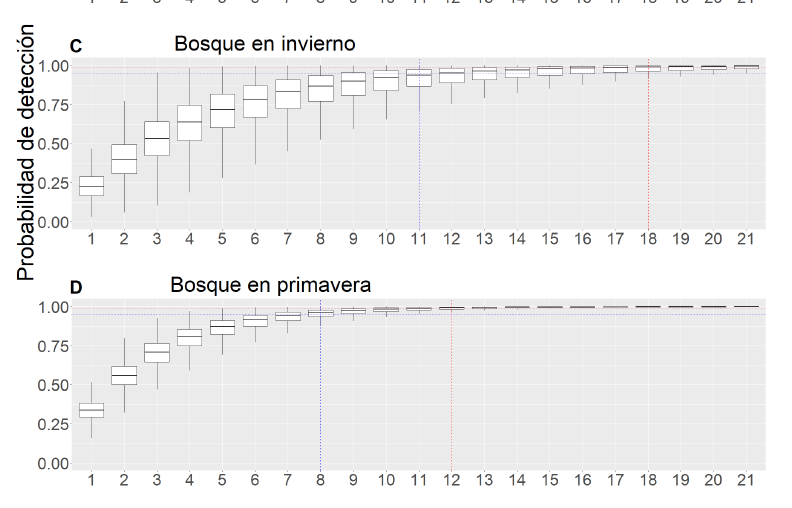 Probabilidad de detección
C
Bosque en invierno
1.00
0.75
0.50
0.25
0.00
1 2 3 4 5 6 7 8 9 10 11 12 13 14 15 16 17 18 19 20 21
D
Bosque en primavera
1.00
0.75
0.50
0.25
0.00
1 2 3 4 5 6 7 8 9 10 11 12 13 14 15 16 17 18 19 20 21